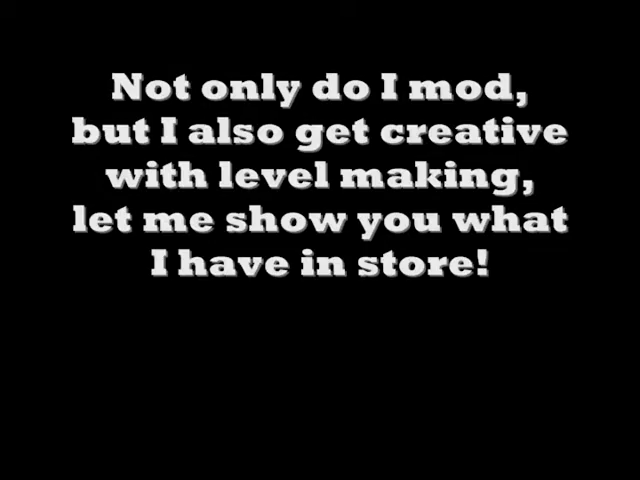 Not only do I mod,
but I also get creative
with level making,
let me show you what
I have in store!